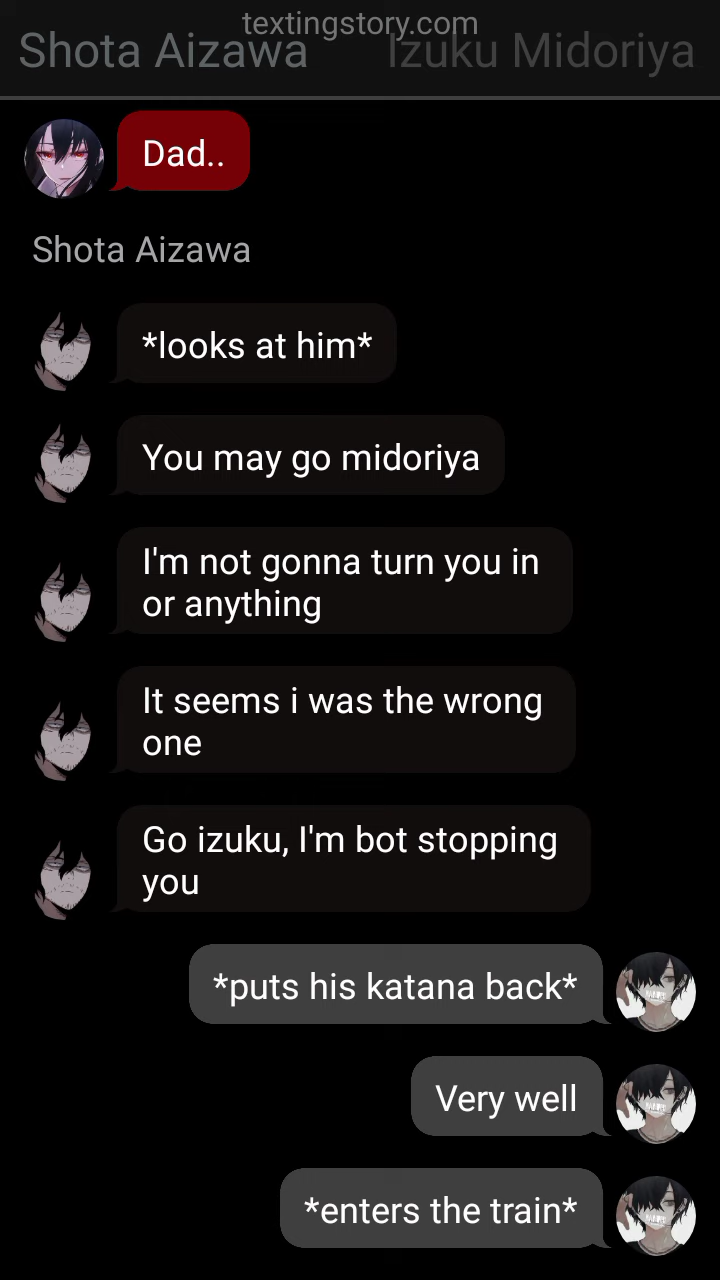 textingstory.com
Shota Aizawa Izuku Midoriya
Dad..
Shota Aizawa
*looks at him*
You may go midoriya
I'm not gonna turn you in
or anything
It seems i was the wrong
one
Go izuku, I'm bot stopping
you
*puts his katana back*
Very well
*enters the train*